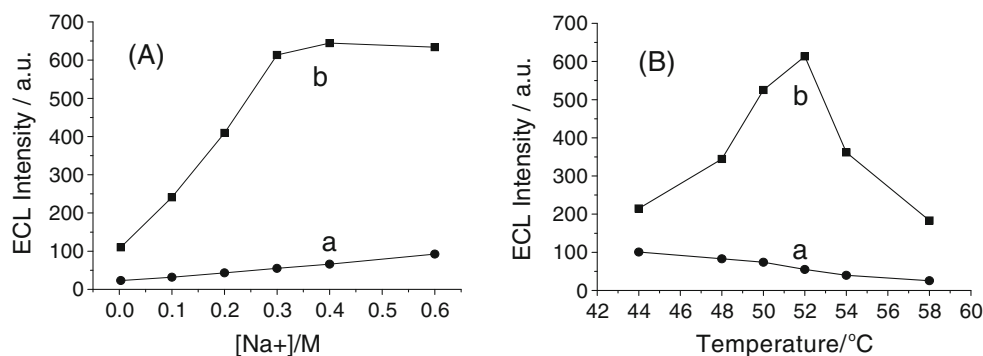 (A)
ECL Intensity / a.u.
700
600
500
400
300
200
100
0
b
a
0.0 0.1 0.2 0.3 0.4 0.5 0.6
[Na+]/M
(B)
ECL Intensity / a.u.
700
600
500
400
300
200
100
0
b
a
42 44 46 48 50 52 54 56 58 60
Temperature/°C